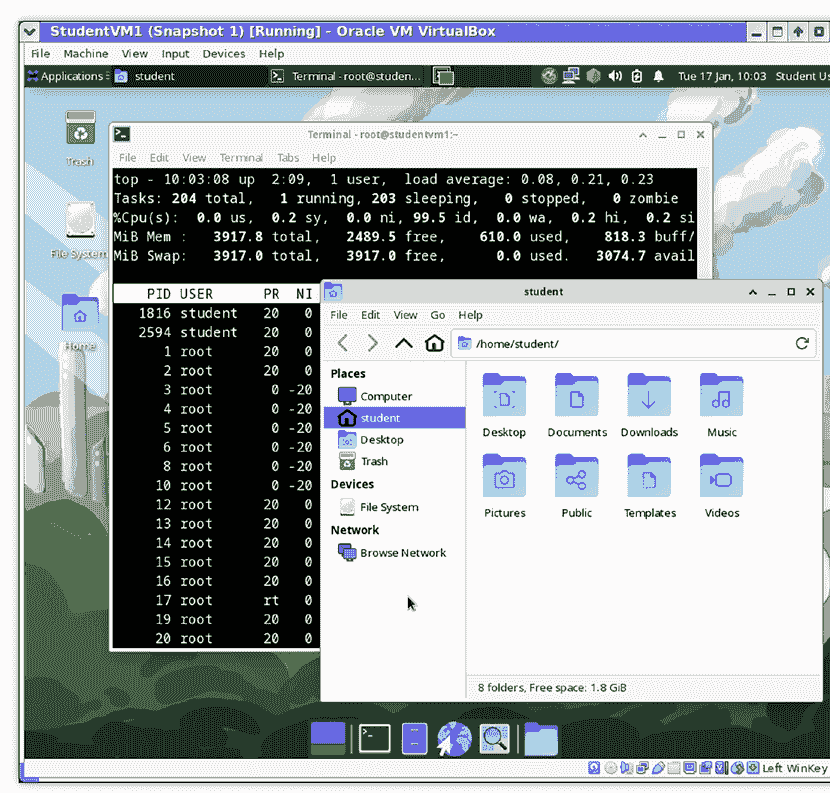 StudentVM1 (Snapshot 1) [Running] - Oracle VM VirtualBox
File Machine View Input Devices Help
Applications student Terminal - root@studen... Tue 17 Jan, 10:03 Student Us
Trash
File System
Home
Terminal - root@studentvm1:~
File Edit View Terminal Tabs Help
top - 10:03:08 up 2:09, 1 user, load average: 0.08, 0.21, 0.23
Tasks: 204 total, 1 running, 203 sleeping, 0 stopped, 0 zombie
%Cpu(s): 0.0 us, 0.2 sy, 0.0 ni, 99.5 id, 0.0 wa, 0.2 hi, 0.2 si
MiB Mem : 3917.8 total, 2489.5 free, 610.0 used, 818.3 buff/
MiB Swap: 3917.0 total, 3917.0 free, 0.0 used. 3074.7 avail
PID USER PR NI
1816 student 20 0
2594 student 20 0
1 root 20 0
2 root 20 0
3 root 0 -20
4 root 0 -20
5 root 0 -20
6 root 0 -20
8 root 0 -20
10 root 0 -20
12 root 20 0
13 root 20 0
14 root 20 0
15 root 20 0
16 root 20 0
17 root rt 0
19 root 20 0
20 root 20 0
student
File Edit View Go Help
/home/student/
Places
Computer
student
Desktop
Trash
Devices
File System
Network
Browse Network
Desktop Documents Downloads Music
Pictures Public Templates Videos
8 folders, Free space: 1.8 GiB
Left WinKey